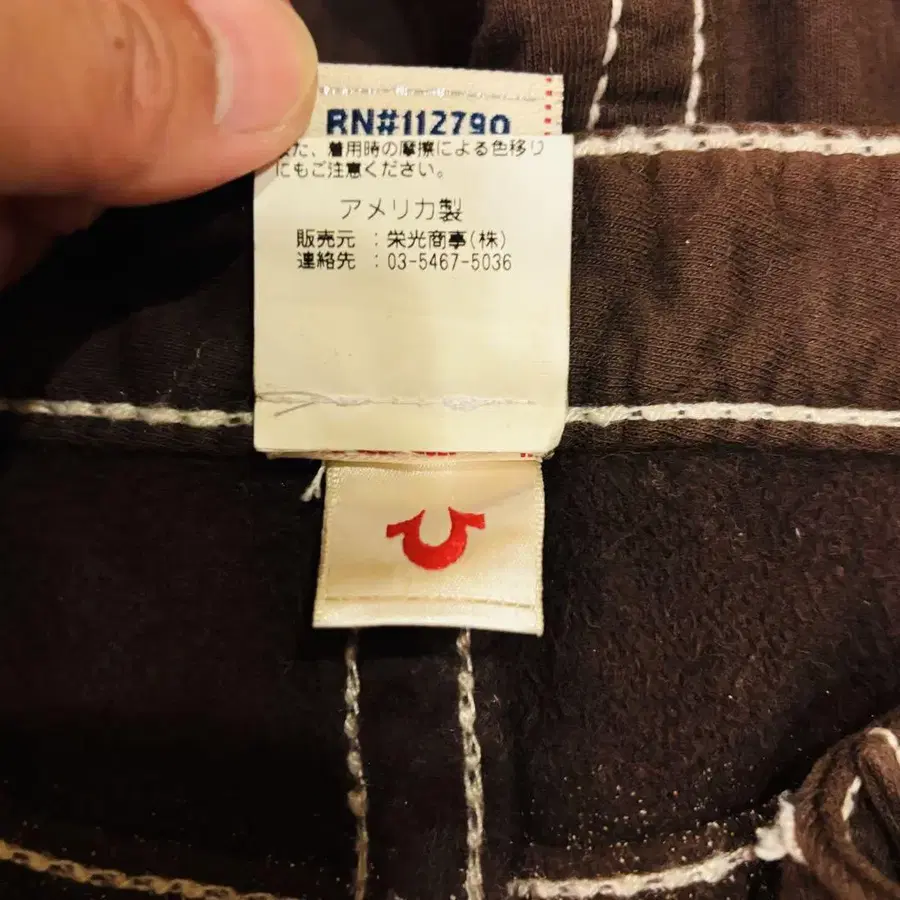 RN#112790
また、着用時の摩擦による色移り
にもご注意ください。
アメリカ製
販売元 : 栄光商事(株)
連絡先 : 03-5467-5036